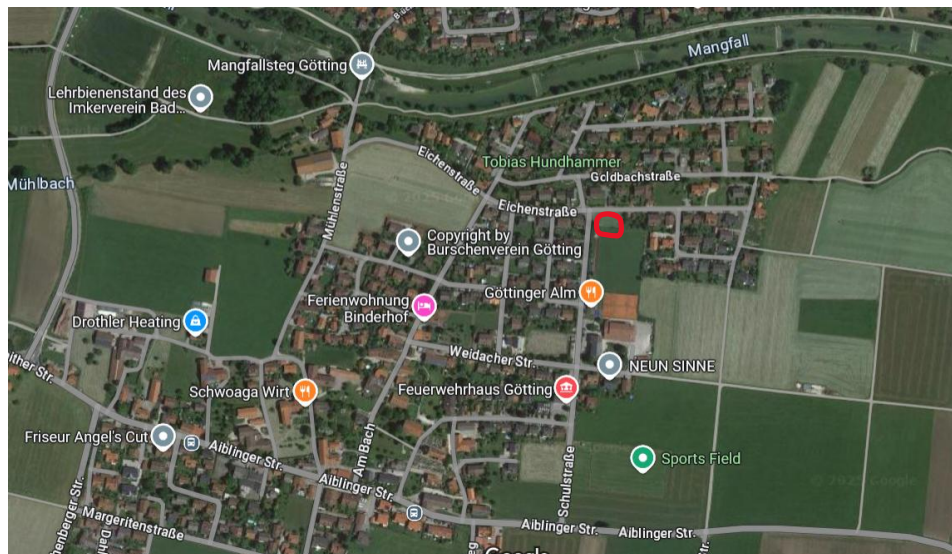 Mangfall
Mangfallsteg Götting
Lehrbienenstand des
Imkerverein Bad...
Eichenstraße
Tobias Hundhammer
Goldbachstraße
Mühlbach
Mühlenstraße
Eichenstraße
Copyright by
Burschenverein Götting
Göttinger Alm
Ferienwohnung
Binderhof
Drothler Heating
Weidacher Str.
NEUN SINNE
Feuerwehrhaus Götting
Schwoaga Wirt
Friseur Angel's Cut
Aiblinger Str.
Am Bach
Schulstraße
Sports Field
Aiblinger Str.
Margeritenstraße
Aiblinger Str.
Aiblinger Str.
Google